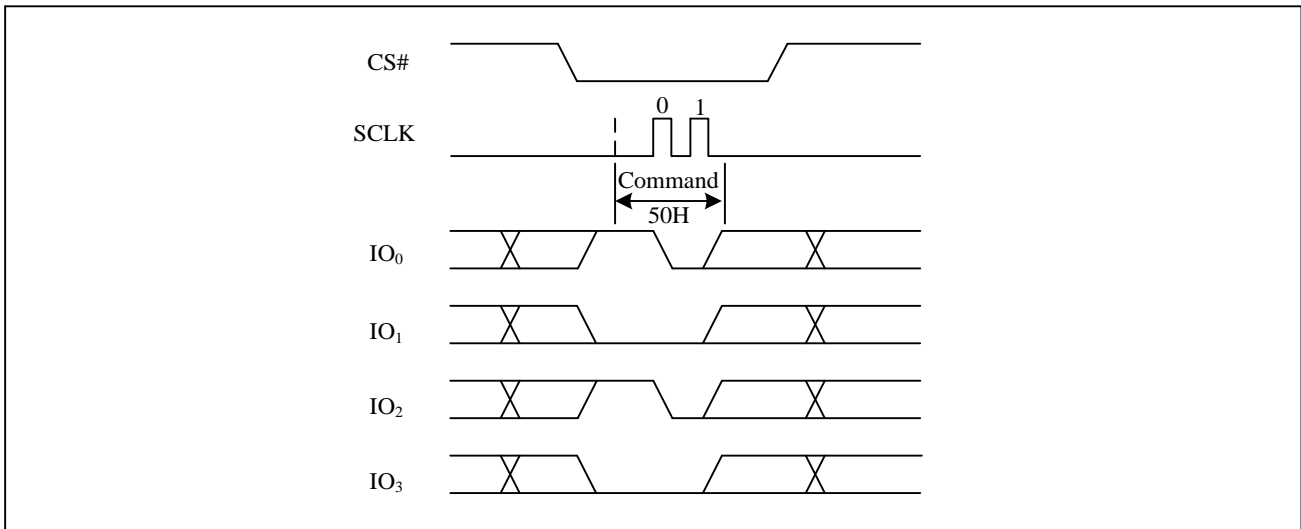 CS#
0 1
SCLK
Command
50H
IO₀
IO₁
IO₂
IO₃